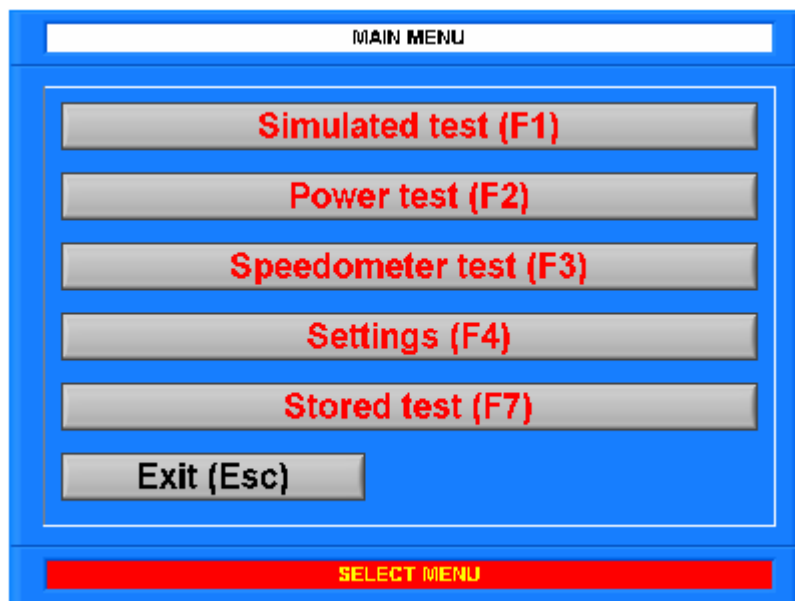 MAIN MENU
Simulated test (F1)
Power test (F2)
Speedometer test (F3)
Settings (F4)
Stored test (F7)
Exit (Esc)
SELECT MENU